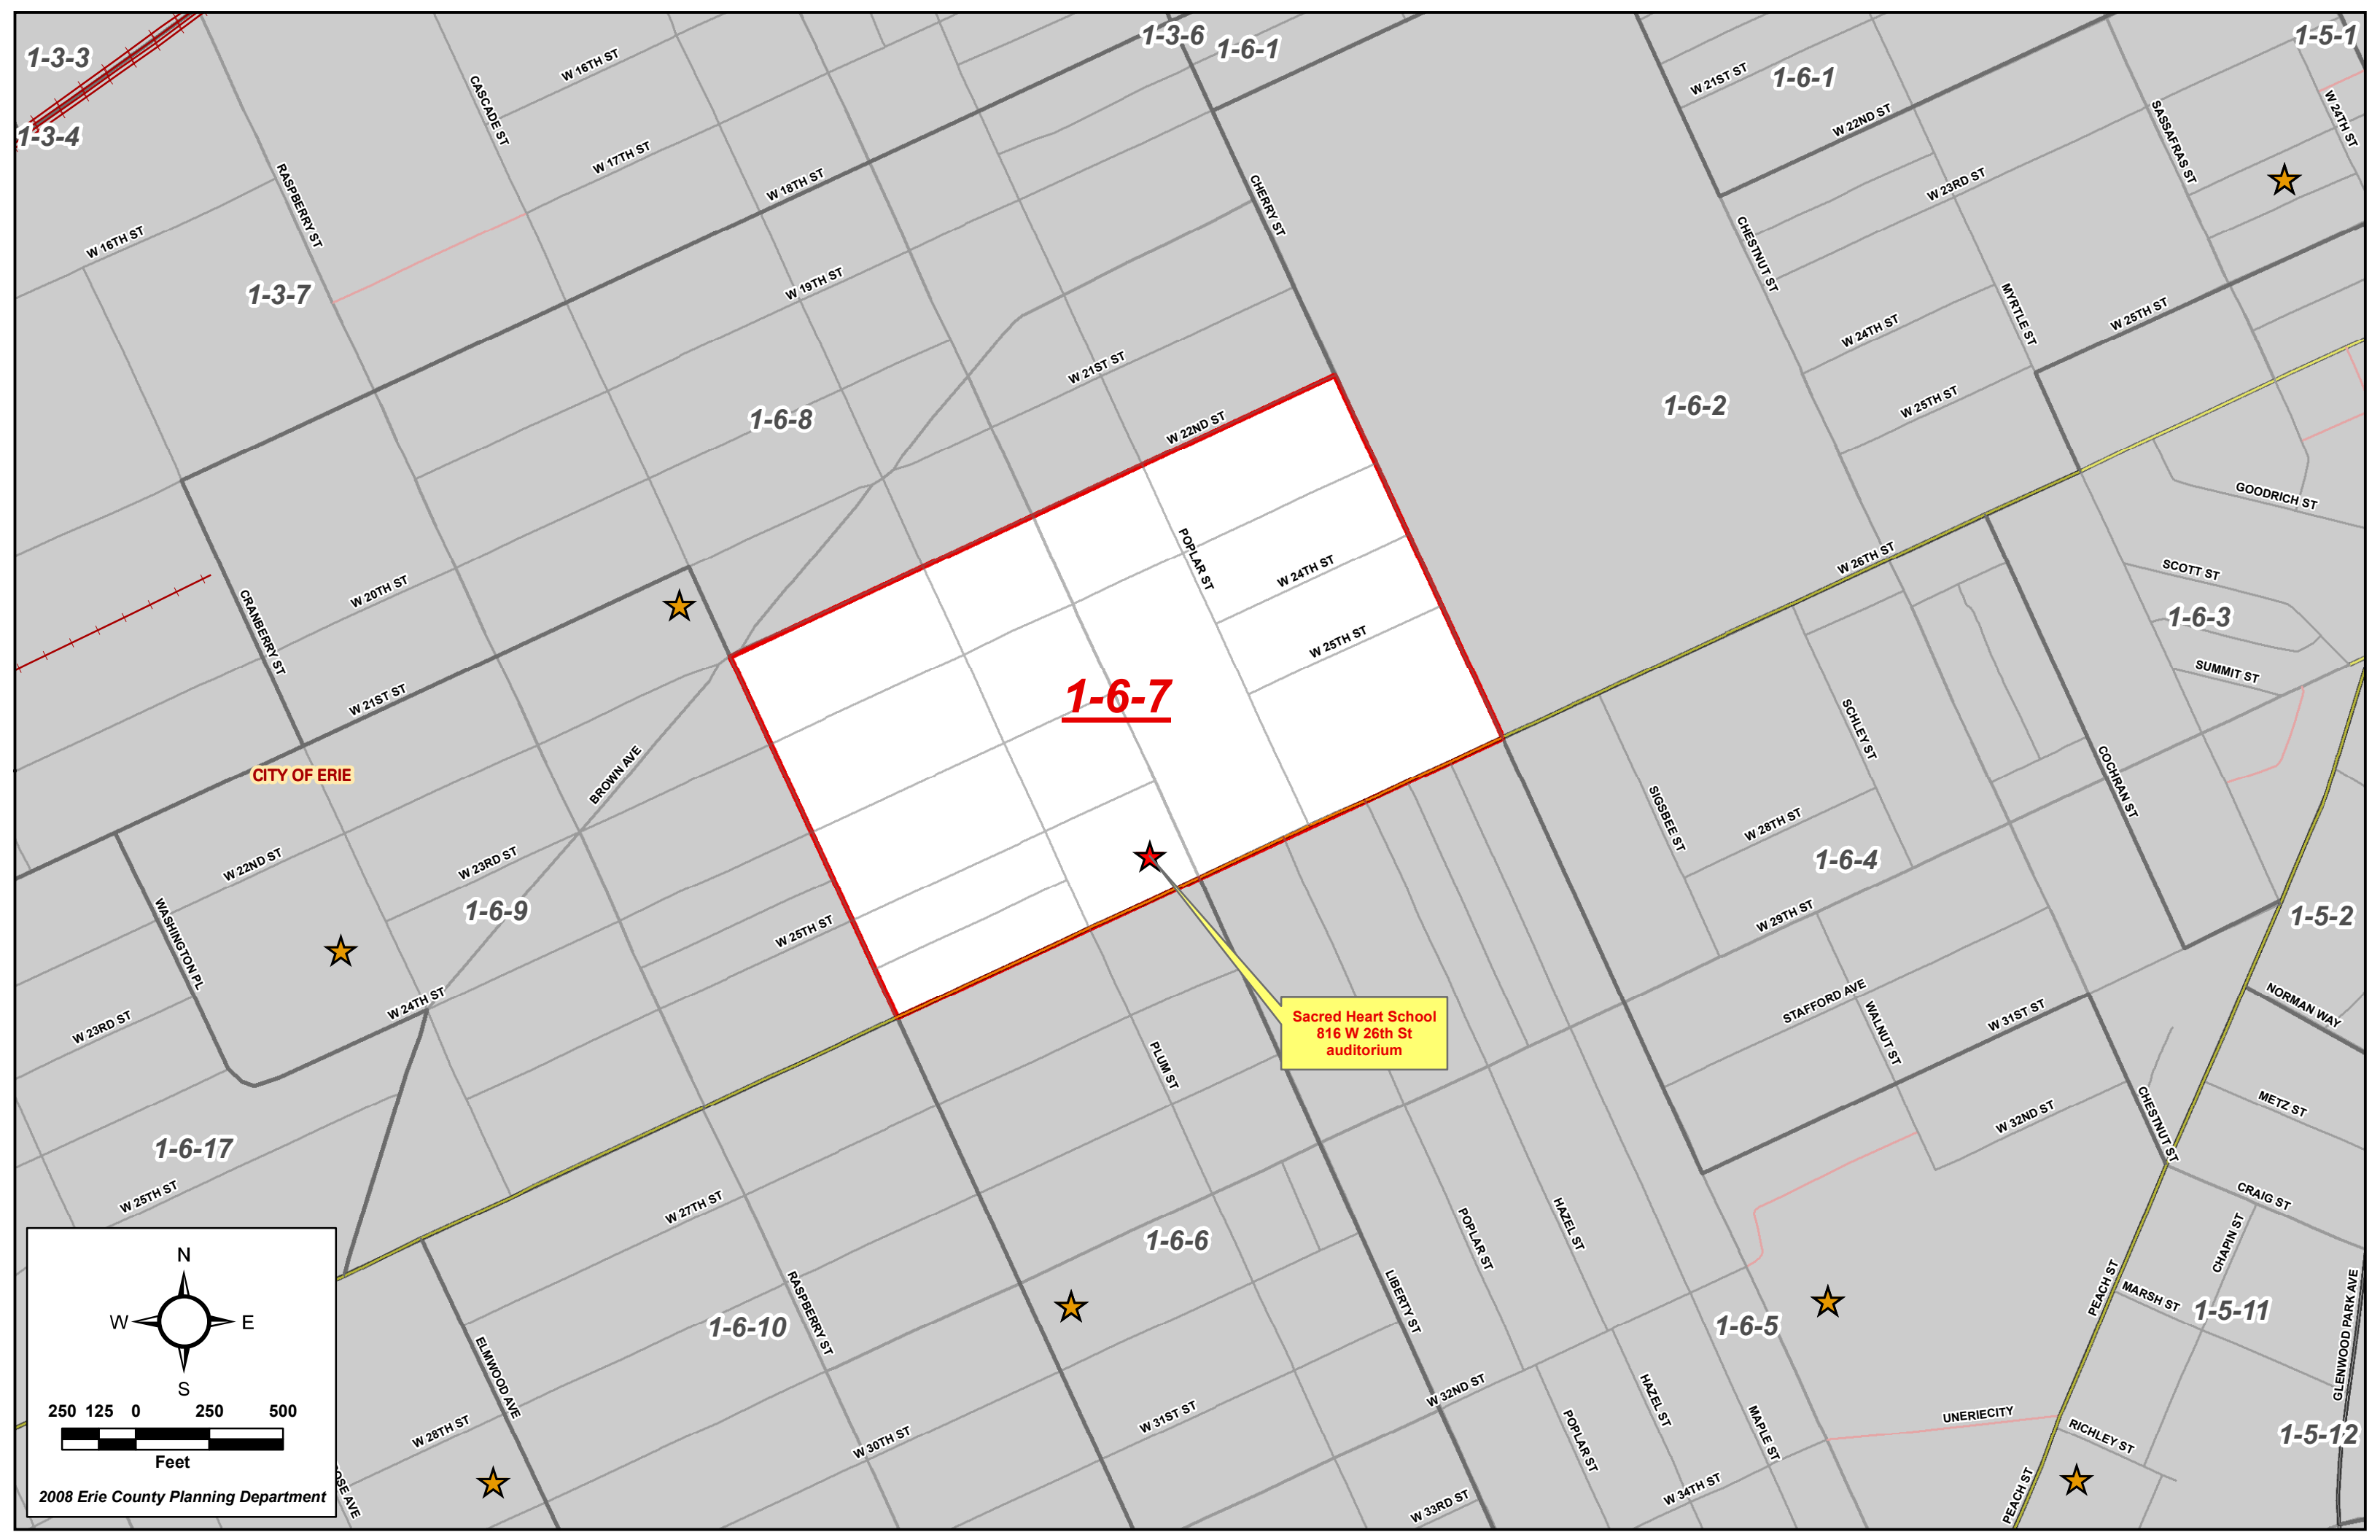 1-3-3
1-3-6
1-6-1
1-5-1
W 16TH ST
CASCADE ST
W 21ST ST
1-6-1
W 22ND ST
SASSAFRAS ST
W 24TH ST
1-3-4
W 17TH ST
W 18TH ST
RASPBERRY ST
CHERRY ST
W 23RD ST
W 16TH ST
CHESTNUT ST
1-3-7
W 19TH ST
MYRTLE ST
W 25TH ST
W 24TH ST
W 21ST ST
1-6-8
1-6-2
W 25TH ST
W 22ND ST
GOODRICH ST
POPLAR ST
W 26TH ST
W 24TH ST
SCOTT ST
W 20TH ST
CRANBERRY ST
1-6-3
W 25TH ST
SUMMIT ST
1-6-7
W 21ST ST
SCHLEY ST
CITY OF ERIE
BROWN AVE
COCHRAN ST
SIGSBEE ST
W 28TH ST
W 22ND ST
W 23RD ST
1-6-4
1-6-9
W 25TH ST
W 29TH ST
1-5-2
WASHINGTON PL
W 24TH ST
STAFFORD AVE
NORMAN WAY
W 23RD ST
Sacred Heart School
816 W 26th St
auditorium
WALNUT ST
W 31ST ST
PLUM ST
METZ ST
CHESTNUT ST
W 32ND ST
1-6-17
W 25TH ST
W 27TH ST
CRAIG ST
HAZEL ST
POPLAR ST
1-6-6
CHAPIN ST
N
W
E
S
RASPBERRY ST
LIBERTY ST
PEACH ST
MARSH ST
1-6-10
1-6-5
1-5-11
GLENWOOD PARK AVE
ELMWOOD AVE
W 32ND ST
HAZEL ST
250 125 0 250 500
Feet
W 28TH ST
W 30TH ST
W 31ST ST
POPLAR ST
MAPLE ST
UNERIECITY
RICHLEY ST
1-5-12
W 34TH ST
W 33RD ST
PEACH ST
2008 Erie County Planning Department
AVE